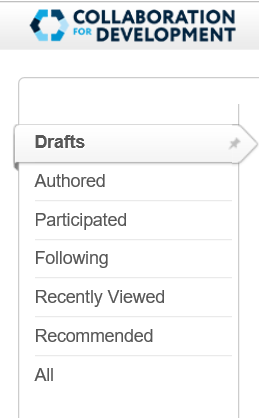 COLLABORATION
FOR DEVELOPMENT
Drafts
Authored
Participated
Following
Recently Viewed
Recommended
All